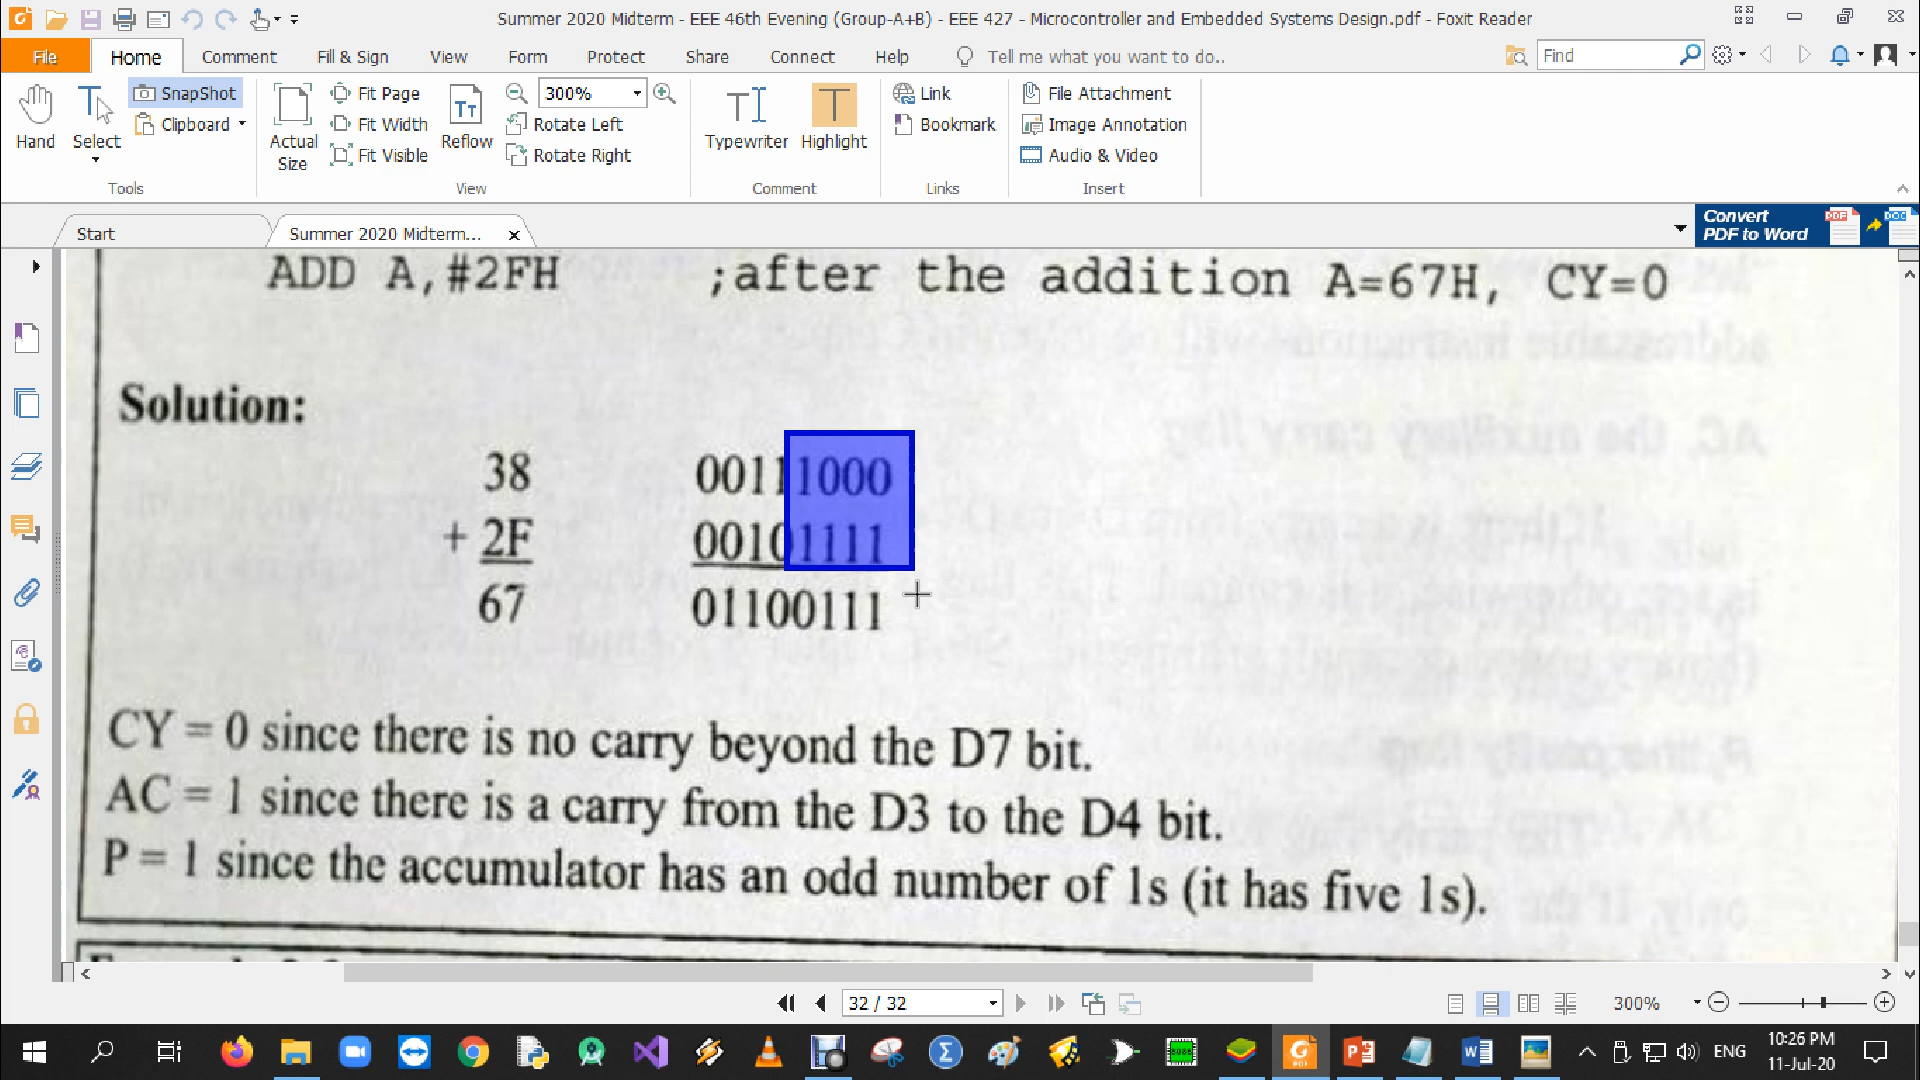 Summer 2020 Midterm - EEE 46th Evening (Group-A+B) - EEE 427 - Microcontroller and Embedded Systems Design.pdf - Foxit Reader
File Home Comment Fill & Sign View Form Protect Share Connect Help Tell me what you want to do.. Find
Hand Select SnapShot Clipboard
Tools
Actual Size Fit Page Fit Width Fit Visible Reflow 300% Rotate Left Rotate Right
View
Typewriter Highlight
Comment
Link Bookmark
Links
File Attachment Image Annotation Audio & Video
Insert
Start Summer 2020 Midterm...
Convert
PDF to Word
ADD A,#2FH ;after the addition A=67H, CY=0
Solution:
38 00111000
+ 2F 00101111
67 01100111
CY = 0 since there is no carry beyond the D7 bit.
AC = 1 since there is a carry from the D3 to the D4 bit.
P = 1 since the accumulator has an odd number of 1s (it has five 1s).
32 / 32 300%
ENG 10:26 PM
11-Jul-20